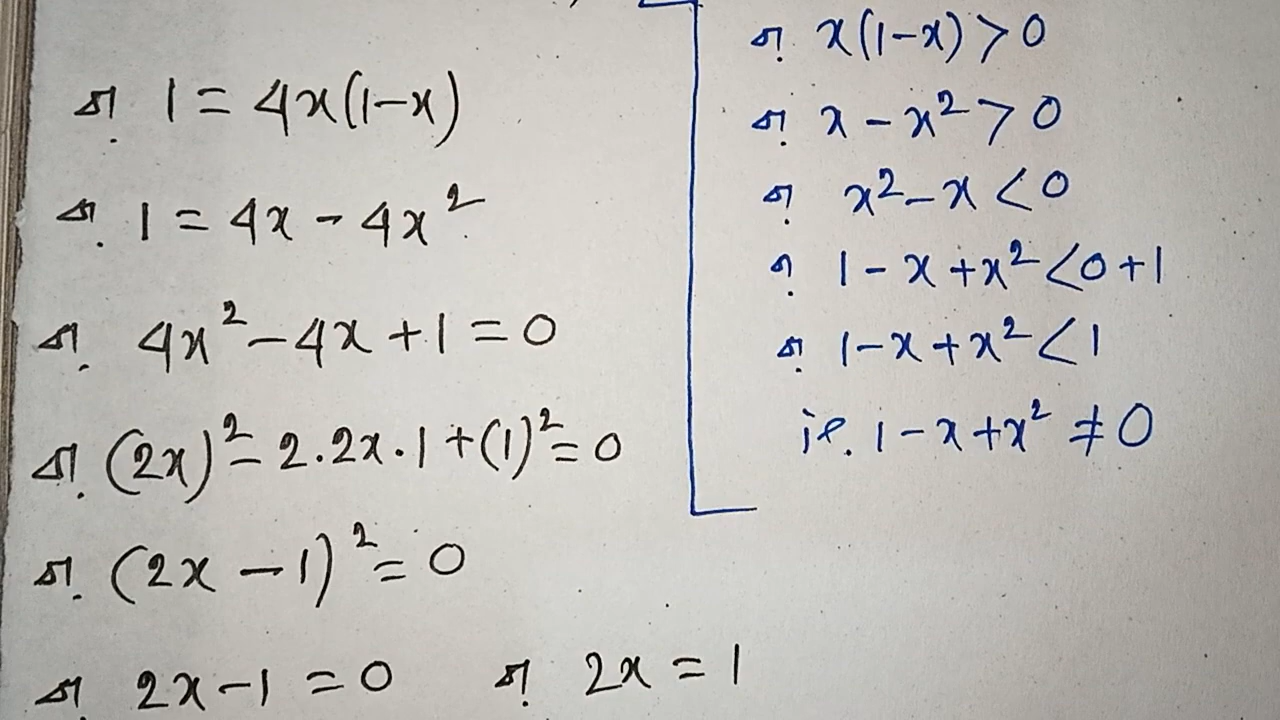 বা, 1 = 4x(1-x)
বা, 1 = 4x - 4x²
বা, 4x² - 4x + 1 = 0
বা, (2x)² - 2.2x.1 + (1)² = 0
বা, (2x - 1)² = 0
বা, 2x - 1 = 0 বা, 2x = 1
বা, x(1-x) > 0
বা, x - x² > 0
বা, x² - x < 0
বা, 1 - x + x² < 0 + 1
বা, 1 - x + x² < 1
ie. 1 - x + x² ≠ 0